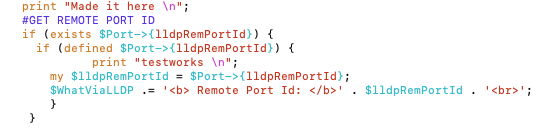 print "Made it here \n";
#GET REMOTE PORT ID
if (exists $Port->{lldpRemPortId}) {
if (defined $Port->{lldpRemPortId}) {
print "testworks \n";
my $lldpRemPortId = $Port->{lldpRemPortId};
$WhatViaLLDP .= '<b> Remote Port Id: </b>' . $lldpRemPortId . '<br>';
}
}